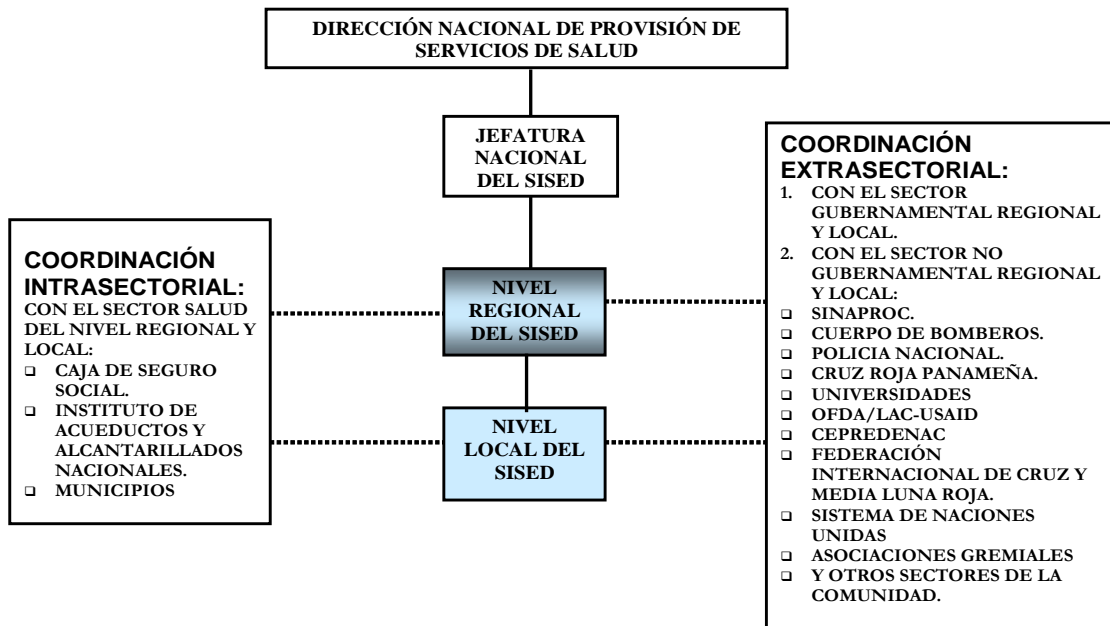 DIRECCIÓN NACIONAL DE PROVISIÓN DE
SERVICIOS DE SALUD
JEFATURA
NACIONAL
DEL SISED
COORDINACIÓN
INTRASECTORIAL:
CON EL SECTOR SALUD
DEL NIVEL REGIONAL Y
LOCAL:
❑ CAJA DE SEGURO
SOCIAL.
❑ INSTITUTO DE
ACUEDUCTOS Y
ALCANTARILLADOS
NACIONALES.
❑ MUNICIPIOS
NIVEL
REGIONAL
DEL SISED
NIVEL
LOCAL DEL
SISED
COORDINACIÓN
EXTRASECTORIAL:
1. CON EL SECTOR
GUBERNAMENTAL REGIONAL
Y LOCAL.
2. CON EL SECTOR NO
GUBERNAMENTAL REGIONAL
Y LOCAL:
❑ SINAPROC.
❑ CUERPO DE BOMBEROS.
❑ POLICIA NACIONAL.
❑ CRUZ ROJA PANAMEÑA.
❑ UNIVERSIDADES
❑ OFDA/LAC-USAID
❑ CEPREDENAC
❑ FEDERACIÓN
INTERNACIONAL DE CRUZ Y
MEDIA LUNA ROJA.
❑ SISTEMA DE NACIONES
UNIDAS
❑ ASOCIACIONES GREMIALES
❑ Y OTROS SECTORES DE LA
COMUNIDAD.